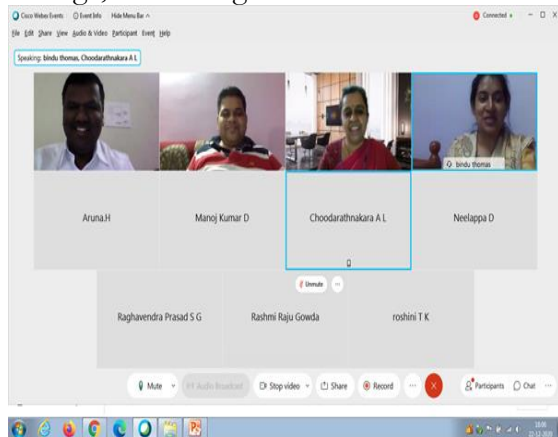 Cisco Webex Events Event Info Hide Menu Bar Connected
File Edit Share View Audio & Video Participant Event Help
Speaking: bindu thomas, Choodarathnakara A L
bindu thomas
Aruna.H Manoj Kumar D Choodarathnakara A L Neelappa D
Unmute
Raghavendra Prasad S G Rashmi Raju Gowda roshini T K
Mute Audio Broadcast Stop video Share Record Participants Chat